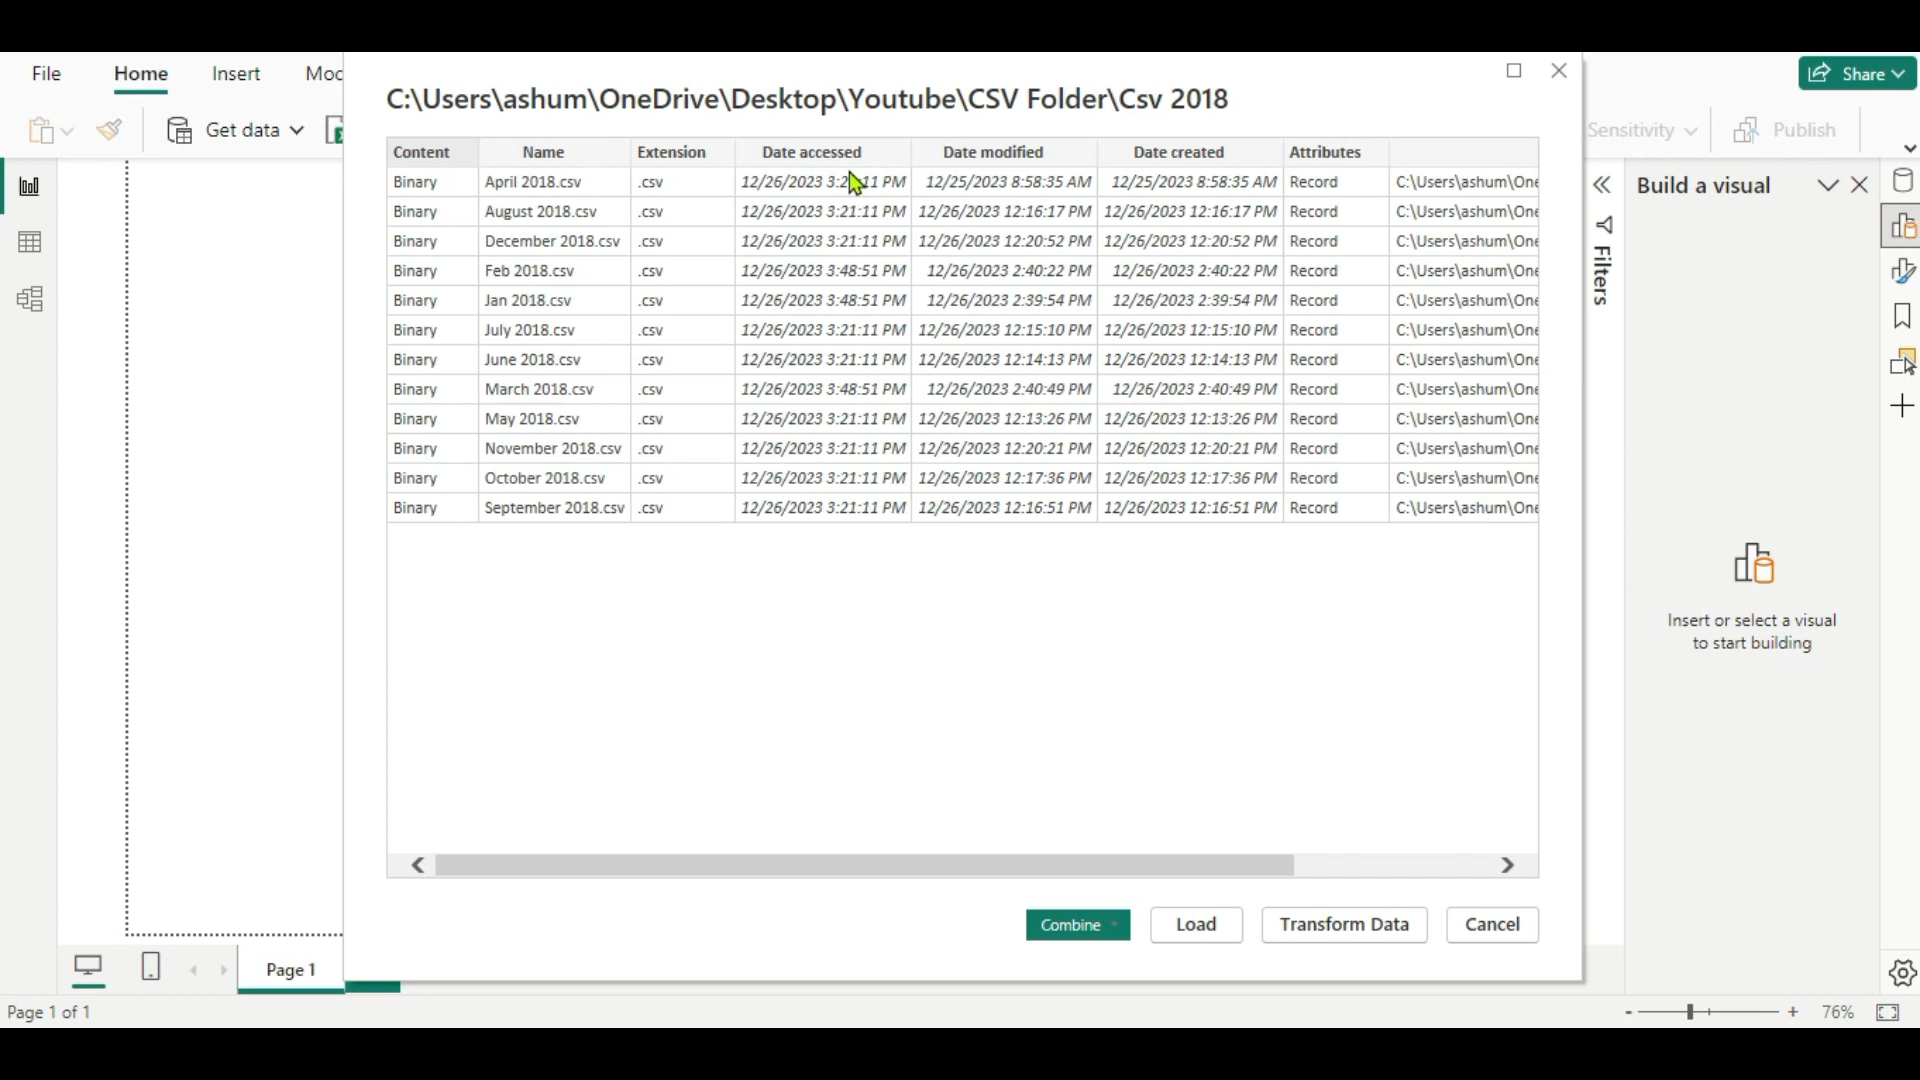 File Home Insert Mod
Share
C:\Users\ashum\OneDrive\Desktop\Youtube\CSV Folder\Csv 2018
Get data
Sensitivity
Publish
Content Name Extension Date accessed Date modified Date created Attributes
Binary April 2018.csv .csv 12/26/2023 3:2 11 PM 12/25/2023 8:58:35 AM 12/25/2023 8:58:35 AM Record C:\Users\ashum\One
Binary August 2018.csv .csv 12/26/2023 3:21:11 PM 12/26/2023 12:16:17 PM 12/26/2023 12:16:17 PM Record C:\Users\ashum\One
Binary December 2018.csv .csv 12/26/2023 3:21:11 PM 12/26/2023 12:20:52 PM 12/26/2023 12:20:52 PM Record C:\Users\ashum\One
Binary Feb 2018.csv .csv 12/26/2023 3:48:51 PM 12/26/2023 2:40:22 PM 12/26/2023 2:40:22 PM Record C:\Users\ashum\One
Binary Jan 2018.csv .csv 12/26/2023 3:48:51 PM 12/26/2023 2:39:54 PM 12/26/2023 2:39:54 PM Record C:\Users\ashum\One
Binary July 2018.csv .csv 12/26/2023 3:21:11 PM 12/26/2023 12:15:10 PM 12/26/2023 12:15:10 PM Record C:\Users\ashum\One
Binary June 2018.csv .csv 12/26/2023 3:21:11 PM 12/26/2023 12:14:13 PM 12/26/2023 12:14:13 PM Record C:\Users\ashum\One
Binary March 2018.csv .csv 12/26/2023 3:48:51 PM 12/26/2023 2:40:49 PM 12/26/2023 2:40:49 PM Record C:\Users\ashum\One
Binary May 2018.csv .csv 12/26/2023 3:21:11 PM 12/26/2023 12:13:26 PM 12/26/2023 12:13:26 PM Record C:\Users\ashum\One
Binary November 2018.csv .csv 12/26/2023 3:21:11 PM 12/26/2023 12:20:21 PM 12/26/2023 12:20:21 PM Record C:\Users\ashum\One
Binary October 2018.csv .csv 12/26/2023 3:21:11 PM 12/26/2023 12:17:36 PM 12/26/2023 12:17:36 PM Record C:\Users\ashum\One
Binary September 2018.csv .csv 12/26/2023 3:21:11 PM 12/26/2023 12:16:51 PM 12/26/2023 12:16:51 PM Record C:\Users\ashum\One
Filters
Build a visual
Insert or select a visual
to start building
Combine Load Transform Data Cancel
Page 1
Page 1 of 1
76%